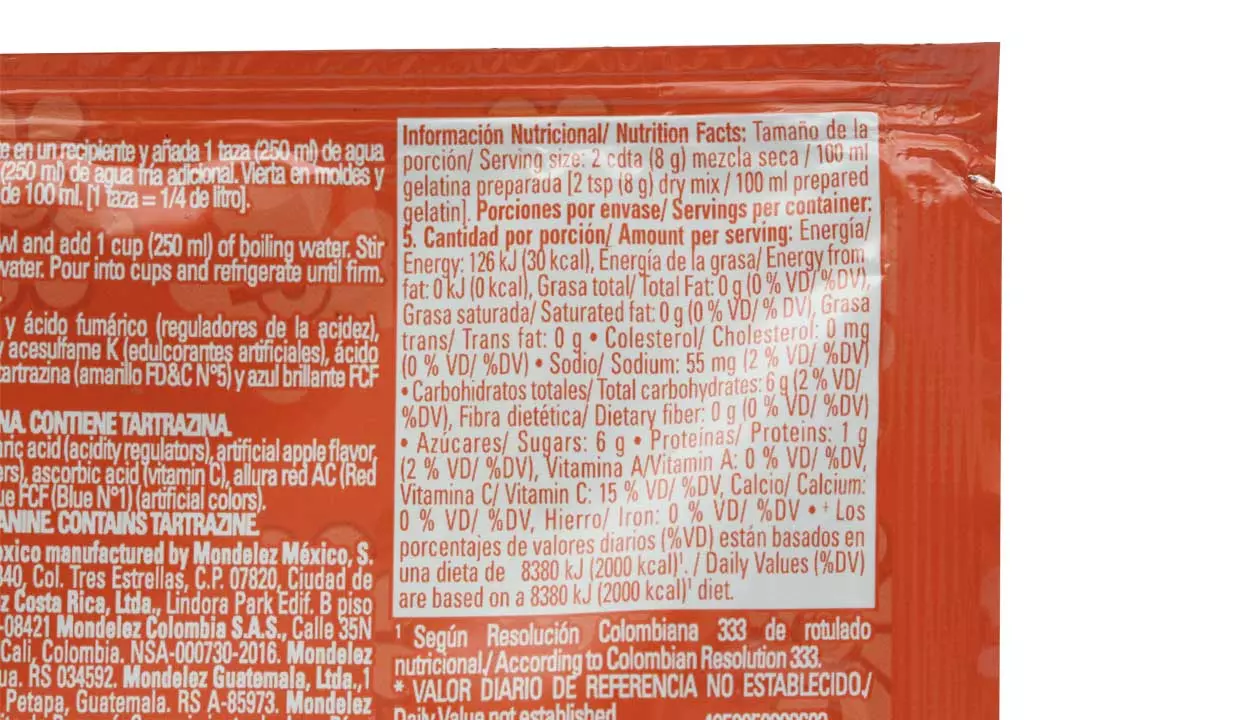 e en un recipiente y añada 1 taza (250 ml) de agua
(250 ml) de agua fría adicional. Vierta en moldes y
de 100 ml. [1 taza = 1/4 de litro].
wl and add 1 cup (250 ml) of boiling water. Stir
vater. Pour into cups and refrigerate until firm.
y ácido fumárico (reguladores de la acidez),
y acesulfame K (edulcorantes artificiales), ácido
tartrazina (amarillo FD&C Nº5) y azul brillante FCF
NA. CONTIENE TARTRAZINA.
ric acid (acidity regulators), artificial apple flavor,
ers), ascorbic acid (vitamin C), allura red AC (Red
ue FCF (Blue Nº1) (artificial colors).
ANINE. CONTAINS TARTRAZINE.
oxico manufactured by Mondelez México, S.
340, Col. Tres Estrellas, C.P. 07820, Ciudad de
z Costa Rica, Ltda., Lindora Park Edif. B piso
-08421 Mondelez Colombia S.A.S., Calle 35N
Cali, Colombia. NSA-000730-2016. Mondelez
ua. RS 034592. Mondelez Guatemala, Ltda.,1
Petapa, Guatemala. RS A-85973. Mondelez
Información Nutricional/ Nutrition Facts: Tamaño de la
porción/ Serving size: 2 cdta (8 g) mezcla seca / 100 ml
gelatina preparada [2 tsp (8 g) dry mix / 100 ml prepared
gelatin]. Porciones por envase/ Servings per container:
5. Cantidad por porción/ Amount per serving: Energía/
Energy: 126 kJ (30 kcal), Energía de la grasa/ Energy from
fat: 0 kJ (0 kcal), Grasa total/ Total Fat: 0 g (0 % VD/ %DV),
Grasa saturada/ Saturated fat: 0 g (0 % VD/ % DV), Grasa
trans/ Trans fat: 0 g • Colesterol/ Cholesterol: 0 mg
(0 % VD/ %DV) • Sodio/ Sodium: 55 mg (2 % VD/ %DV)
• Carbohidratos totales/ Total carbohydrates: 6 g (2 % VD/
%DV), Fibra dietética/ Dietary fiber: 0 g (0 % VD/ %DV)
• Azúcares/ Sugars: 6 g • Proteínas/ Proteins: 1 g
(2 % VD/ %DV), Vitamina A/Vitamin A: 0 % VD/ %DV,
Vitamina C/ Vitamin C: 15 % VD/ %DV, Calcio/ Calcium:
0 % VD/ %DV, Hierro/ Iron: 0 % VD/ %DV • ⁺ Los
porcentajes de valores diarios (%VD) están basados en
una dieta de 8380 kJ (2000 kcal)¹. / Daily Values (%DV)
are based on a 8380 kJ (2000 kcal)¹ diet.
¹ Según Resolución Colombiana 333 de rotulado
nutricional./ According to Colombian Resolution 333.
* VALOR DIARIO DE REFERENCIA NO ESTABLECIDO./
Daily Value not established